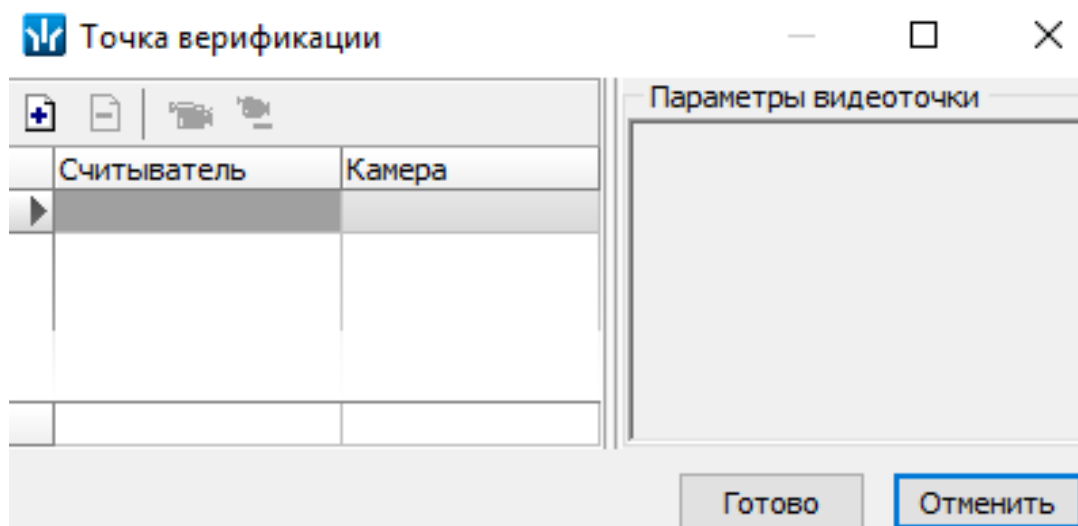 Точка верификации
Параметры видеоточки
Считыватель Камера
Готово Отменить